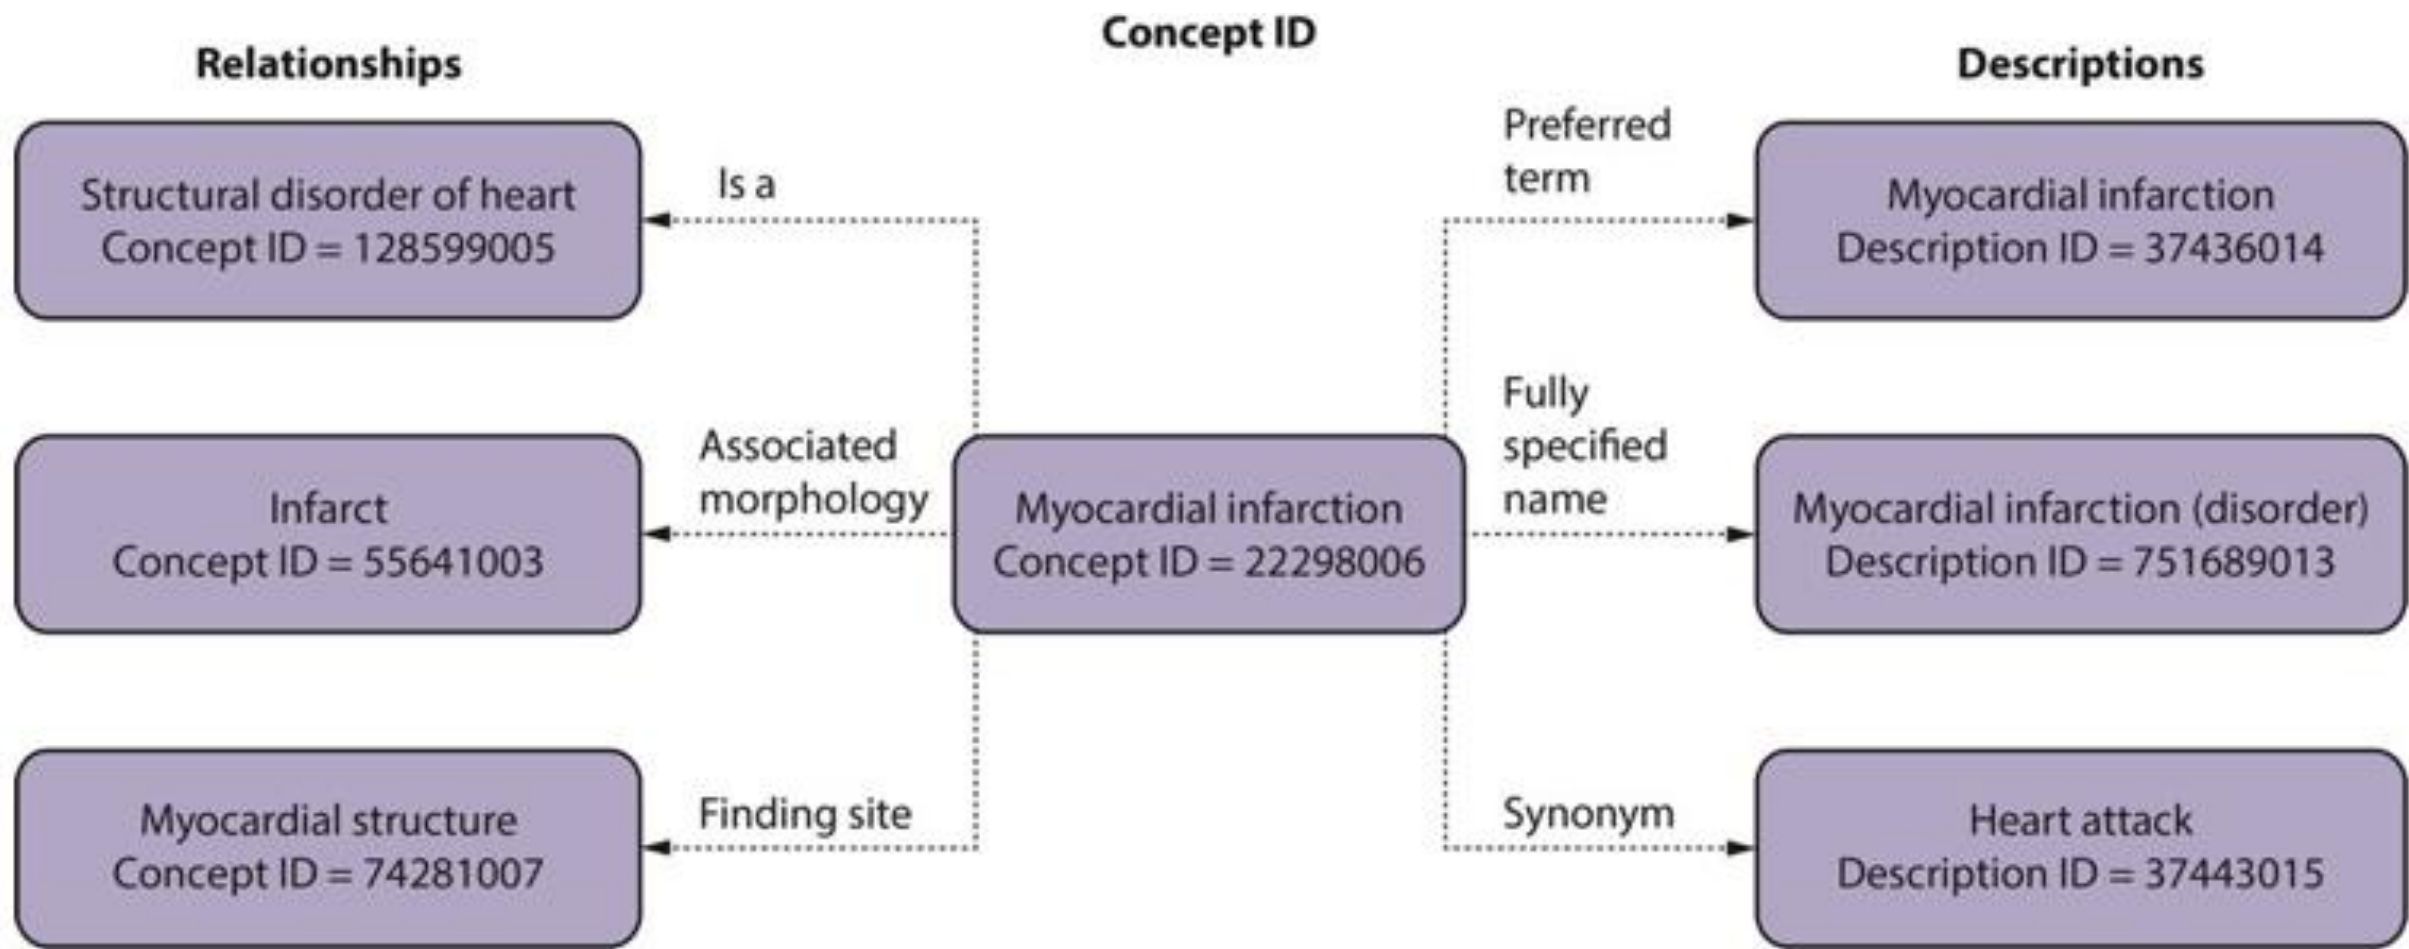 Concept ID
Relationships
Descriptions
Structural disorder of heart
Concept ID = 128599005
Is a
Preferred
term
Myocardial infarction
Description ID = 37436014
Infarct
Concept ID = 55641003
Associated
morphology
Myocardial infarction
Concept ID = 22298006
Fully
specified
name
Myocardial infarction (disorder)
Description ID = 751689013
Myocardial structure
Concept ID = 74281007
Finding site
Synonym
Heart attack
Description ID = 37443015